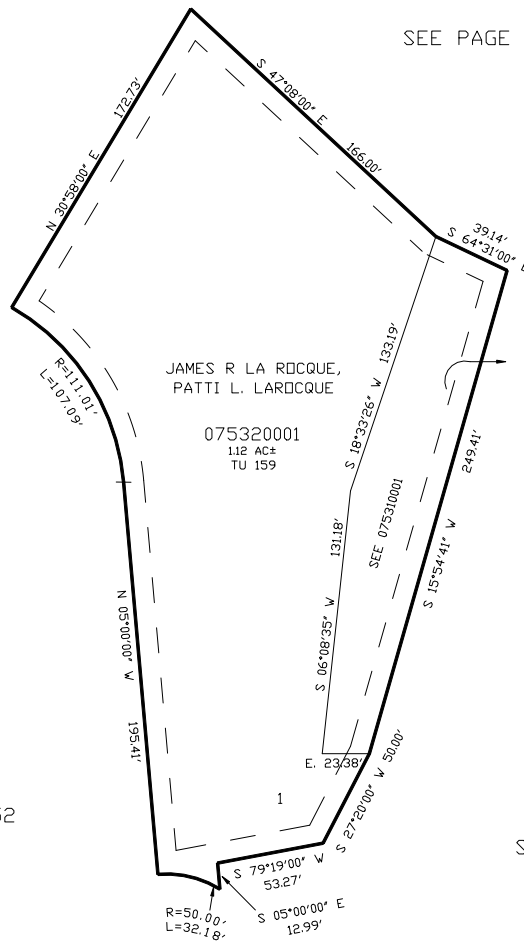 SEE PAGE
S 47°08'00" E
166.00'
172.73'
N 30°58'00" E
39.14'
S 64°31'00" E
R=111.01'
L=107.09'
JAMES R LA ROCQUE,
PATTI L. LAROCQUE
075320001
1.12 AC±
TU 159
S 18°33'26" W 133.19'
249.41'
S 15°54'41" W
SEE 075310001
131.18'
S 06°08'35" W
N 05°00'00" W
195.41'
E. 23.38'
S 27°20'00" W 50.00'
1
2
S
S 79°19'00" W
53.27'
R=50.00'
L=32.18'
S 05°00'00" E
12.99'